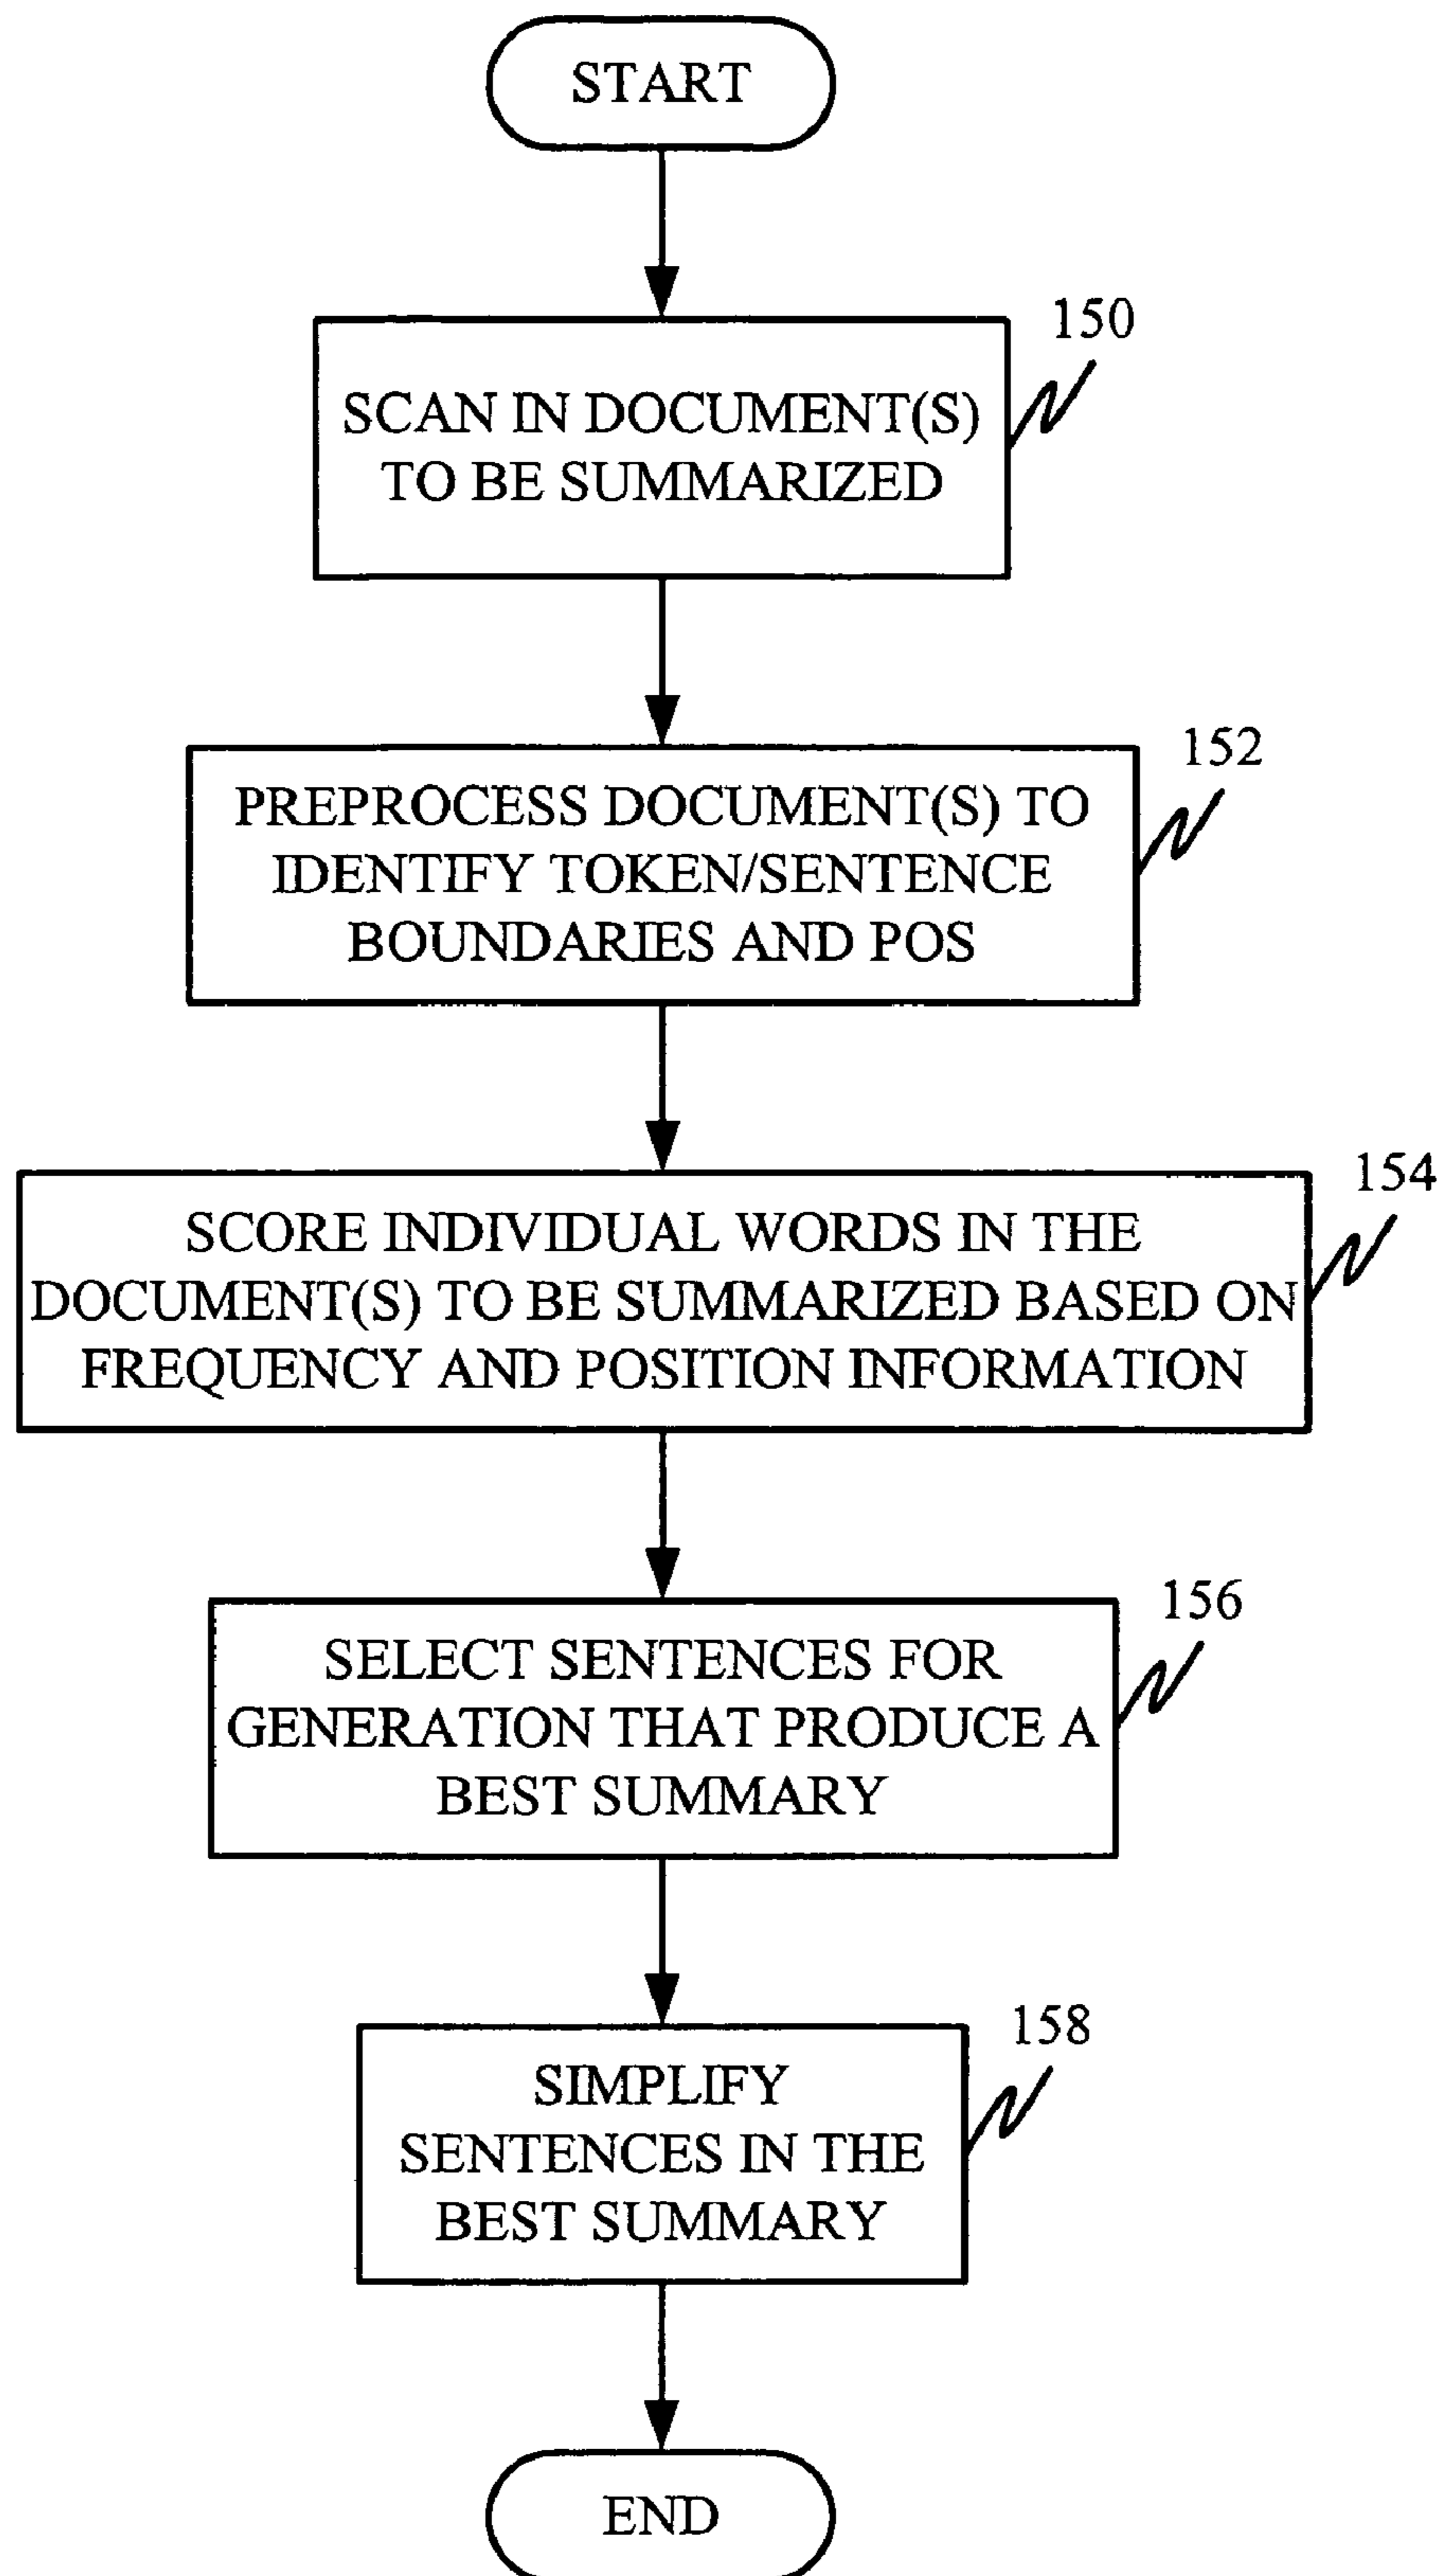 START
150
SCAN IN DOCUMENT(S)
TO BE SUMMARIZED
152
PREPROCESS DOCUMENT(S) TO
IDENTIFY TOKEN/SENTENCE
BOUNDARIES AND POS
154
SCORE INDIVIDUAL WORDS IN THE
DOCUMENT(S) TO BE SUMMARIZED BASED ON
FREQUENCY AND POSITION INFORMATION
156
SELECT SENTENCES FOR
GENERATION THAT PRODUCE A
BEST SUMMARY
158
SIMPLIFY
SENTENCES IN THE
BEST SUMMARY
END